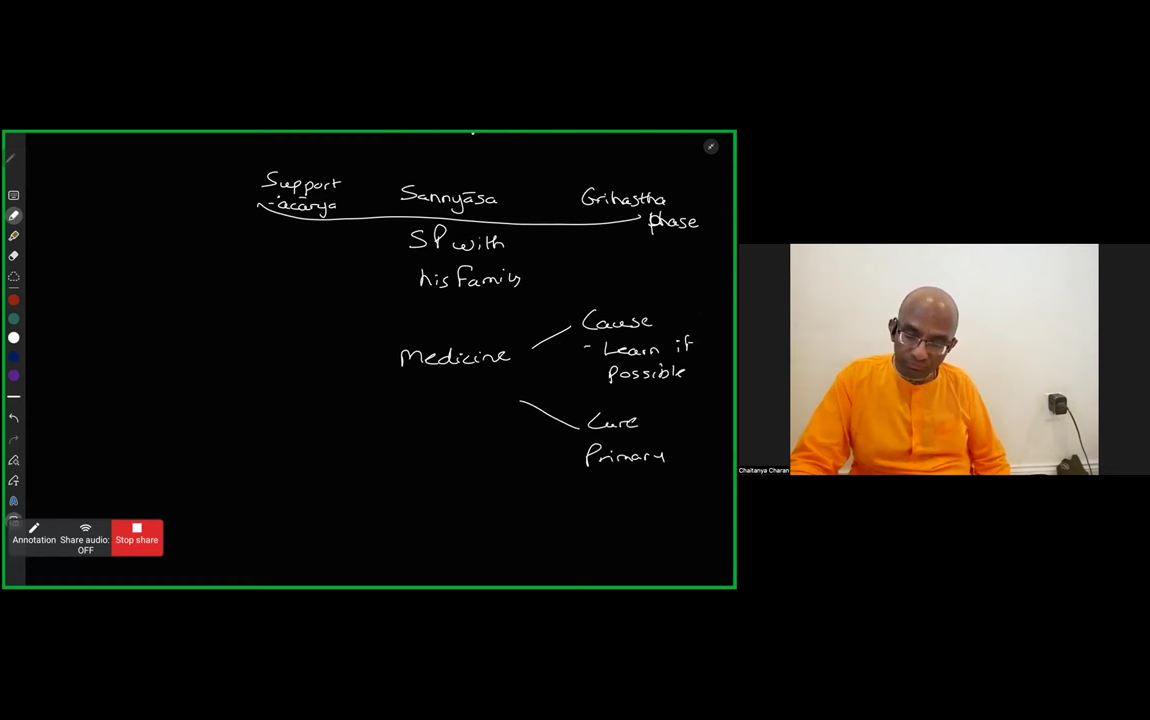 Support
-ācārya
Sannyāsa
Grihastha
phase
SP with
his family
Medicine
Cause
- Learn if
possible
Cure
Primary
Annotation
Share audio:
OFF
Stop share
Chaitanya Charan